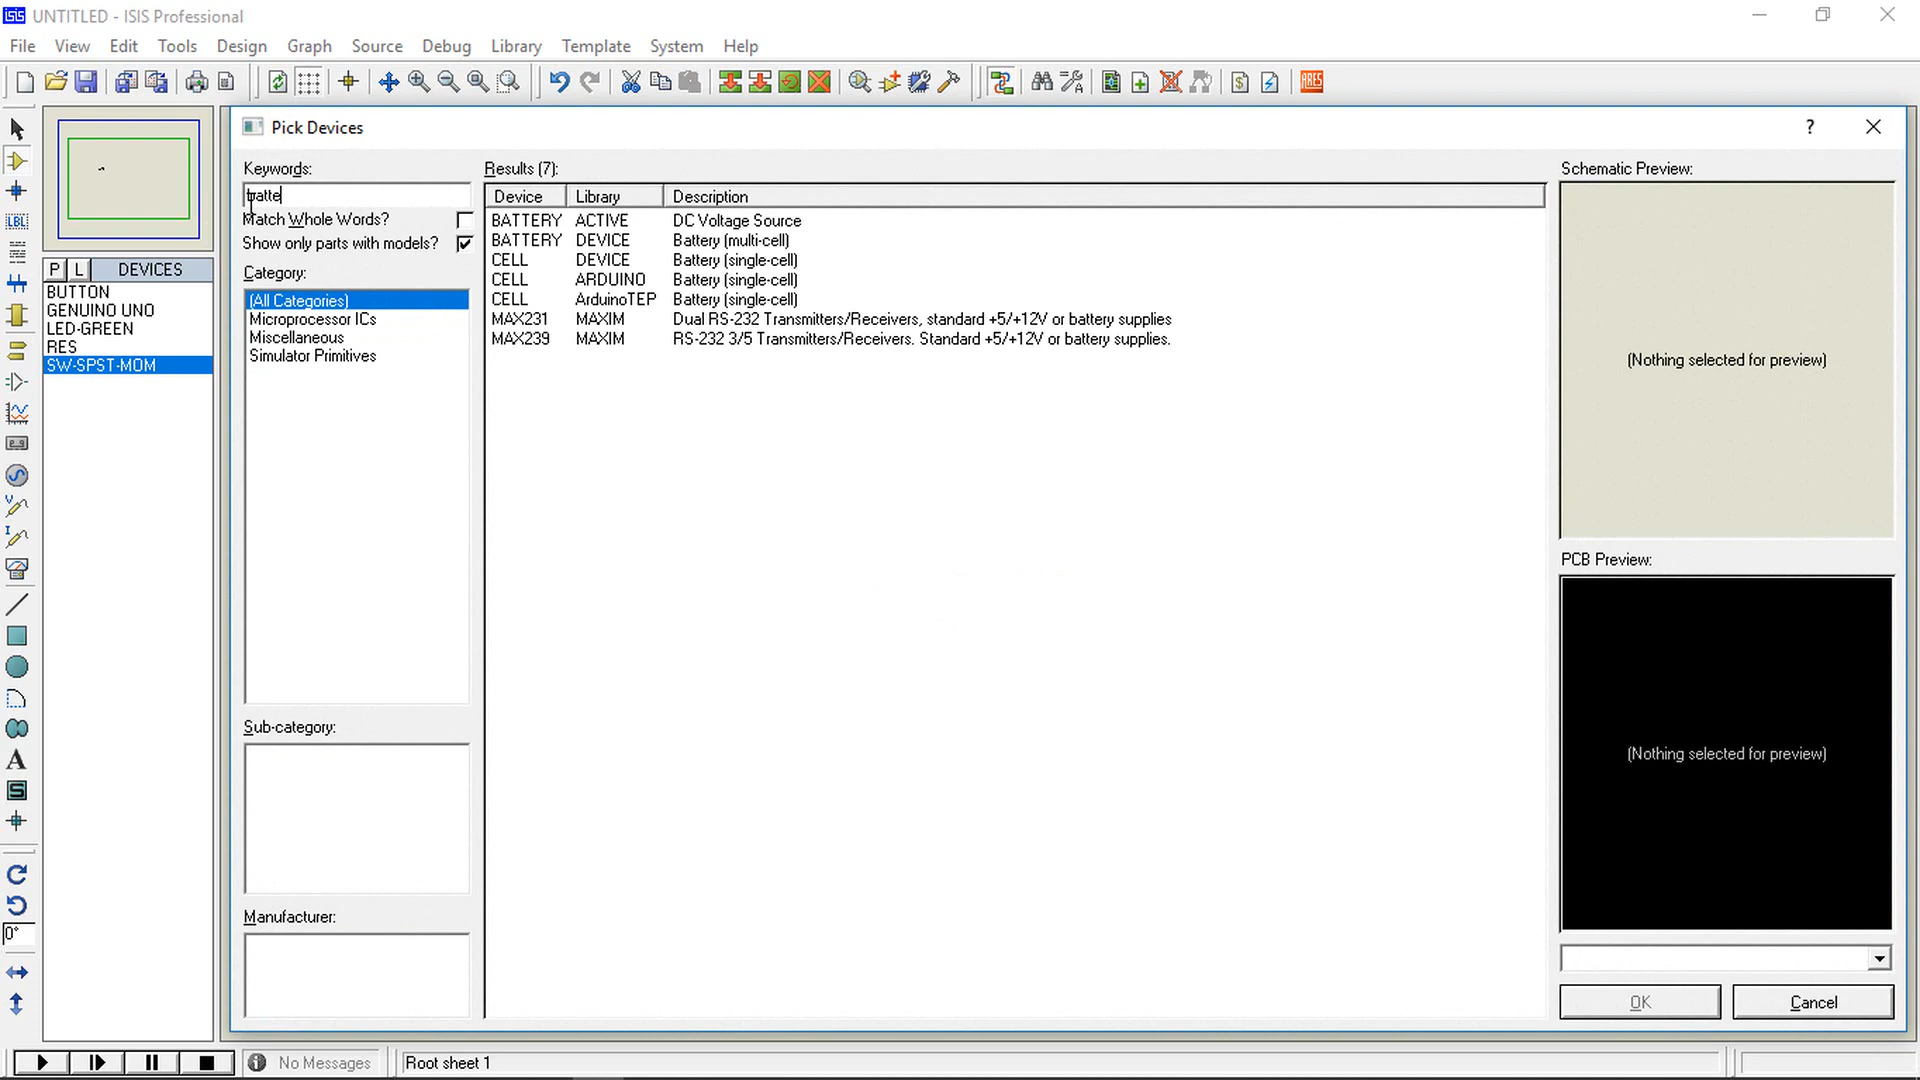 ISIS UNTITLED - ISIS Professional
File View Edit Tools Design Graph Source Debug Library Template System Help
ARES
Pick Devices ?
Keywords:
batte
Match Whole Words?
Show only parts with models?
Category:
(All Categories)
Microprocessor ICs
Miscellaneous
Simulator Primitives
Sub-category:
Manufacturer:
Results (7):
Device Library Description
BATTERY ACTIVE DC Voltage Source
BATTERY DEVICE Battery (multi-cell)
CELL DEVICE Battery (single-cell)
CELL ARDUINO Battery (single-cell)
CELL ArduinoTEP Battery (single-cell)
MAX231 MAXIM Dual RS-232 Transmitters/Receivers, standard +5/+12V or battery supplies
MAX239 MAXIM RS-232 3/5 Transmitters/Receivers. Standard +5/+12V or battery supplies.
Schematic Preview:
(Nothing selected for preview)
PCB Preview:
(Nothing selected for preview)
OK Cancel
LBL
A
S
0°
P L DEVICES
BUTTON
GENUINO UNO
LED-GREEN
RES
SW-SPST-MOM
No Messages Root sheet 1